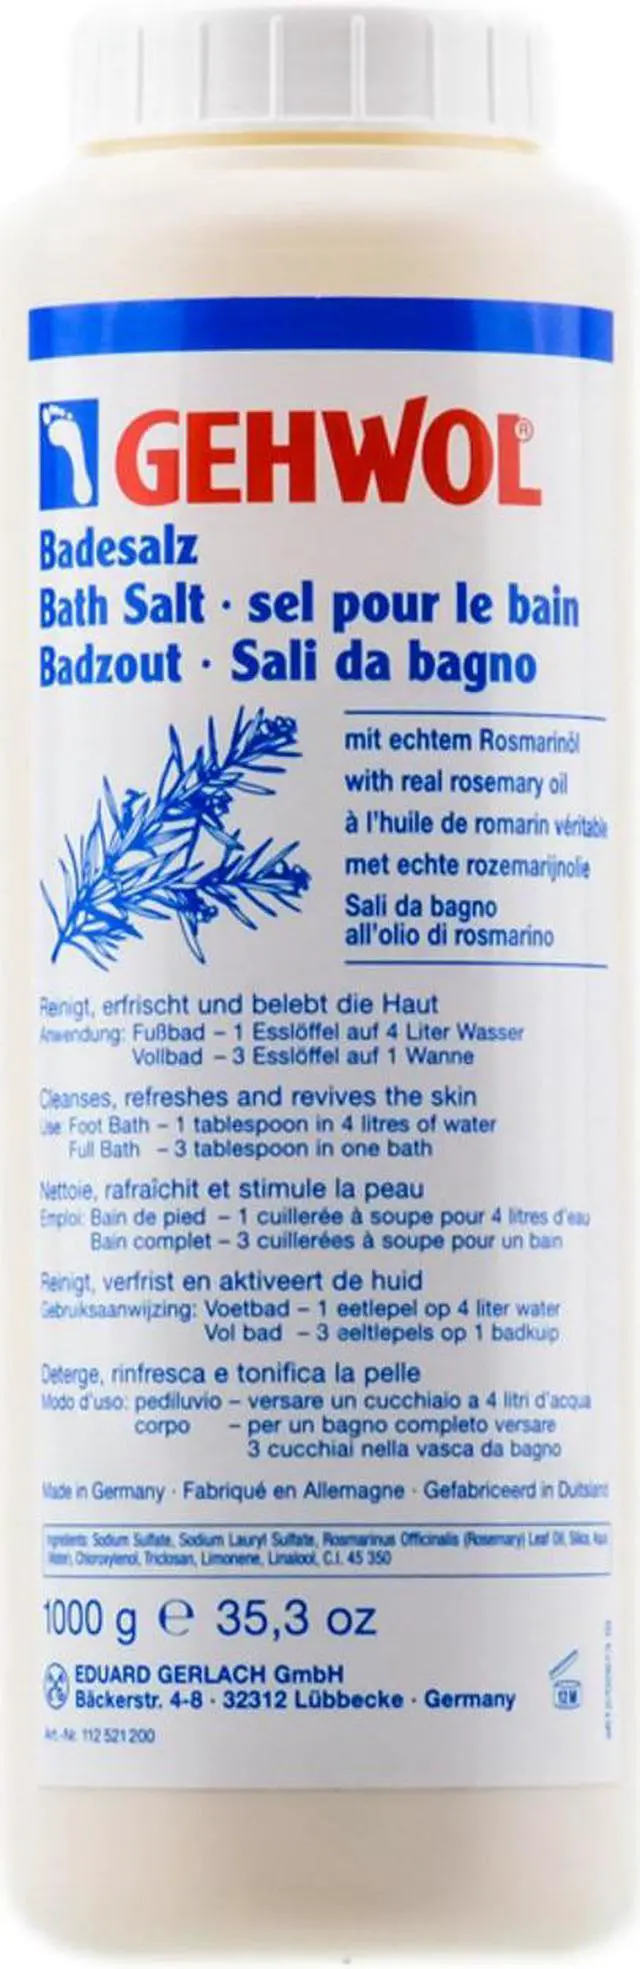 GEHWOL®
Badesalz
Bath Salt · sel pour le bain
Badzout · Sali da bagno
mit echtem Rosmarinöl
with real rosemary oil
à l'huile de romarin véritable
met echte rozemarijnolie
Sali da bagno
all'olio di rosmarino
Reinigt, erfrischt und belebt die Haut
Anwendung: Fußbad – 1 Esslöffel auf 4 Liter Wasser
Vollbad – 3 Esslöffel auf 1 Wanne
Cleanses, refreshes and revives the skin
Use: Foot Bath – 1 tablespoon in 4 litres of water
Full Bath – 3 tablespoon in one bath
Nettoie, rafraîchit et stimule la peau
Emploi: Bain de pied – 1 cuillerée à soupe pour 4 litres d'eau
Bain complet – 3 cuillerées à soupe pour un bain
Reinigt, verfrist en aktiveert de huid
Gebruiksaanwijzing: Voetbad – 1 eetlepel op 4 liter water
Vol bad – 3 eeltlepels op 1 badkuip
Deterge, rinfresca e tonifica la pelle
Modo d'uso: pediluvio – versare un cucchiaio a 4 litri d'acqua
corpo – per un bagno completo versare
3 cucchiai nella vasca da bagno
Made in Germany · Fabriqué en Allemagne · Gefabriceerd in Duitsland
Ingredients: Sodium Sulfate, Sodium Lauryl Sulfate, Rosmarinus Officinalis (Rosemary) Leaf Oil, Silica, Aqua
(Water), Chloroxylenol, Triclosan, Limonene, Linalool, C.I. 45 350
1000 g ℮ 35,3 oz
EDUARD GERLACH GmbH
Bäckerstr. 4-8 · 32312 Lübbecke · Germany
12 M
Art.-Nr. 112 521 200